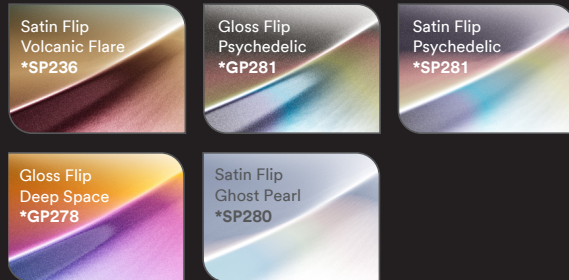 Satin Flip
Volcanic Flare
*SP236
Gloss Flip
Psychedelic
*GP281
Satin Flip
Psychedelic
*SP281
Gloss Flip
Deep Space
*GP278
Satin Flip
Ghost Pearl
*SP280